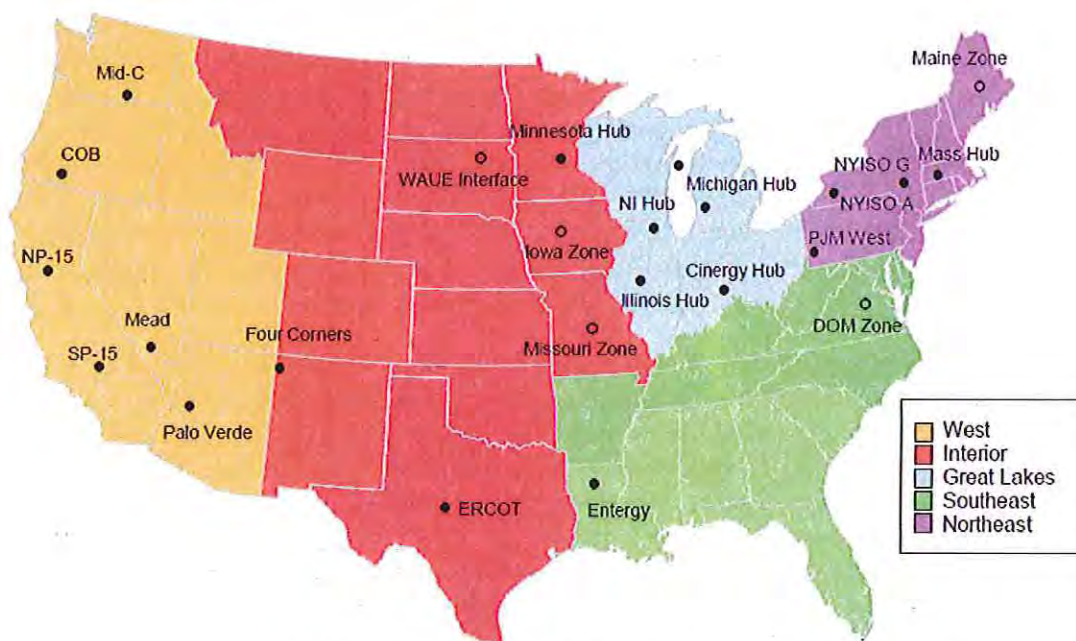 Maine Zone
Mid-C
Minnesota Hub
COB
WAUE Interface
Michigan Hub
NYISO G
Mass Hub
NYISO A
NI Hub
Iowa Zone
PJM West
NP-15
Cinergy Hub
Illinois Hub
Mead
Four Corners
SP-15
Missouri Zone
DOM Zone
Palo Verde
ERCOT
Entergy
West
Interior
Great Lakes
Southeast
Northeast